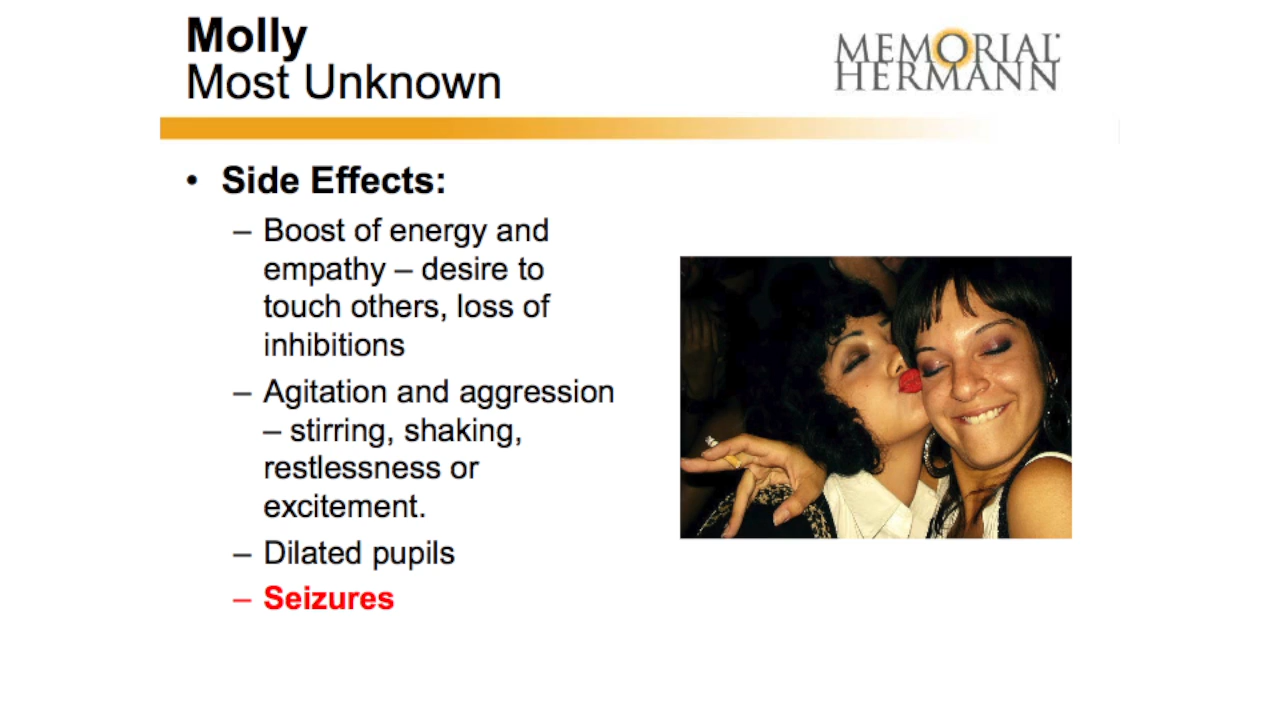 Molly
Most Unknown
MEMORIAL
HERMANN
• Side Effects:
– Boost of energy and
empathy – desire to
touch others, loss of
inhibitions
– Agitation and aggression
– stirring, shaking,
restlessness or
excitement.
– Dilated pupils
– Seizures